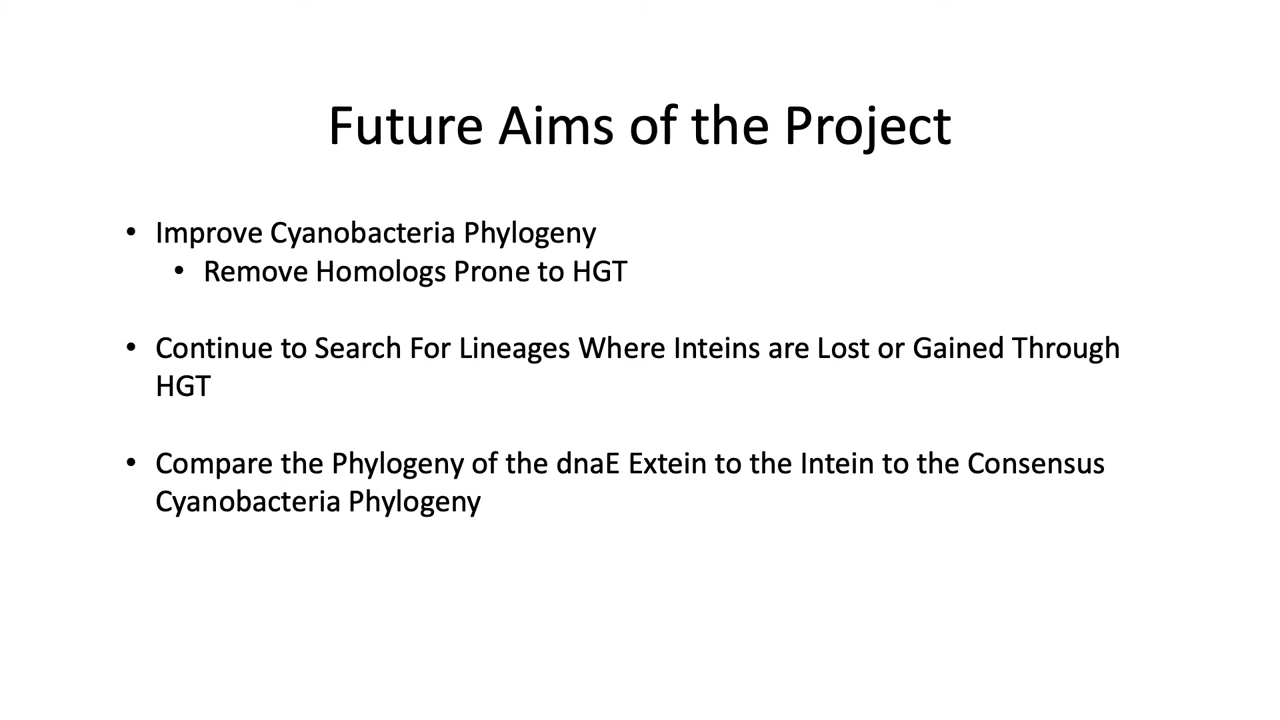 Future Aims of the Project
• Improve Cyanobacteria Phylogeny
• Remove Homologs Prone to HGT
• Continue to Search For Lineages Where Inteins are Lost or Gained Through
HGT
• Compare the Phylogeny of the dnaE Extein to the Intein to the Consensus
Cyanobacteria Phylogeny